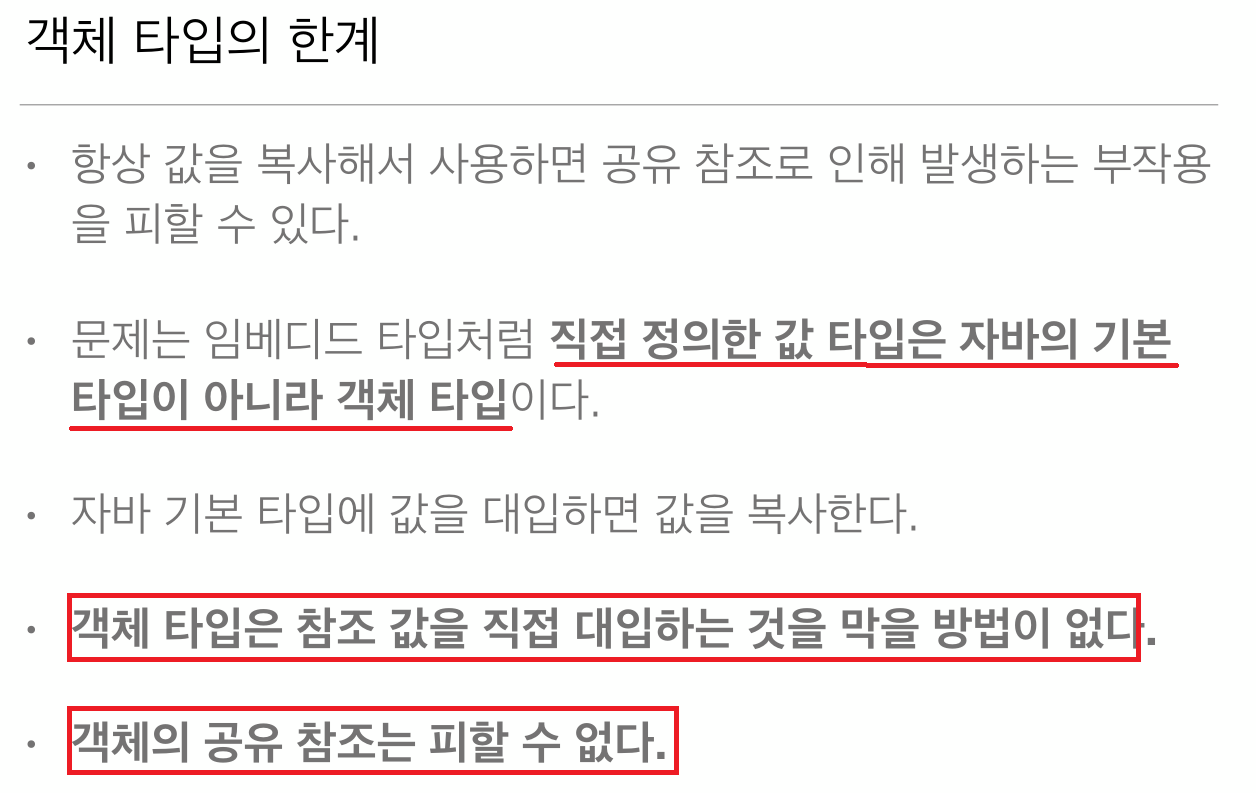 객체 타입의 한계
• 항상 값을 복사해서 사용하면 공유 참조로 인해 발생하는 부작용
을 피할 수 있다.
• 문제는 임베디드 타입처럼 직접 정의한 값 타입은 자바의 기본
타입이 아니라 객체 타입이다.
• 자바 기본 타입에 값을 대입하면 값을 복사한다.
• 객체 타입은 참조 값을 직접 대입하는 것을 막을 방법이 없다.
• 객체의 공유 참조는 피할 수 없다.